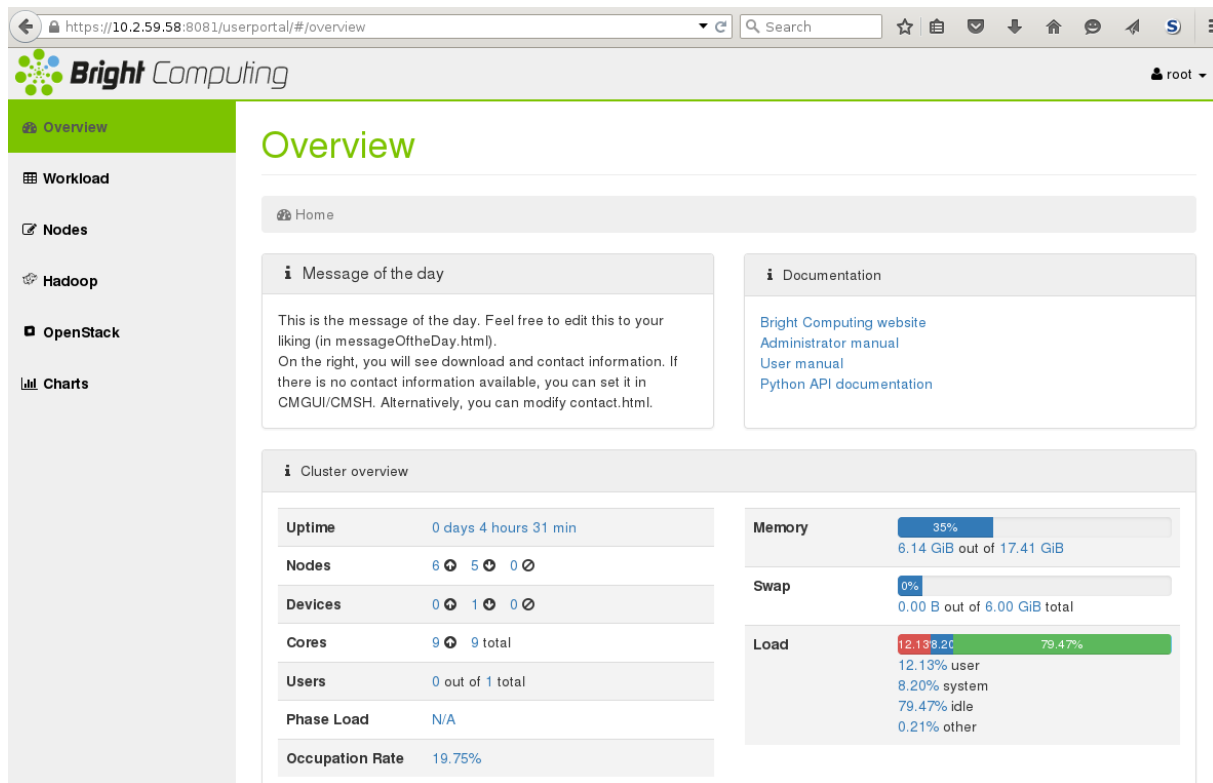 https://10.2.59.58:8081/userportal/#/overview
Search
S
Bright Computing
root
Overview
Workload
Nodes
Hadoop
OpenStack
Charts
Overview
Home
Message of the day
This is the message of the day. Feel free to edit this to your
liking (in messageOftheDay.html).
On the right, you will see download and contact information. If
there is no contact information available, you can set it in
CMGUI/CMSH. Alternatively, you can modify contact.html.
Documentation
Bright Computing website
Administrator manual
User manual
Python API documentation
Cluster overview
Uptime 0 days 4 hours 31 min
Nodes 6 5 0
Devices 0 1 0
Cores 9 9 total
Users 0 out of 1 total
Phase Load N/A
Occupation Rate 19.75%
Memory 35%
6.14 GiB out of 17.41 GiB
Swap 0%
0.00 B out of 6.00 GiB total
Load 12.13 8.20 79.47%
12.13% user
8.20% system
79.47% idle
0.21% other